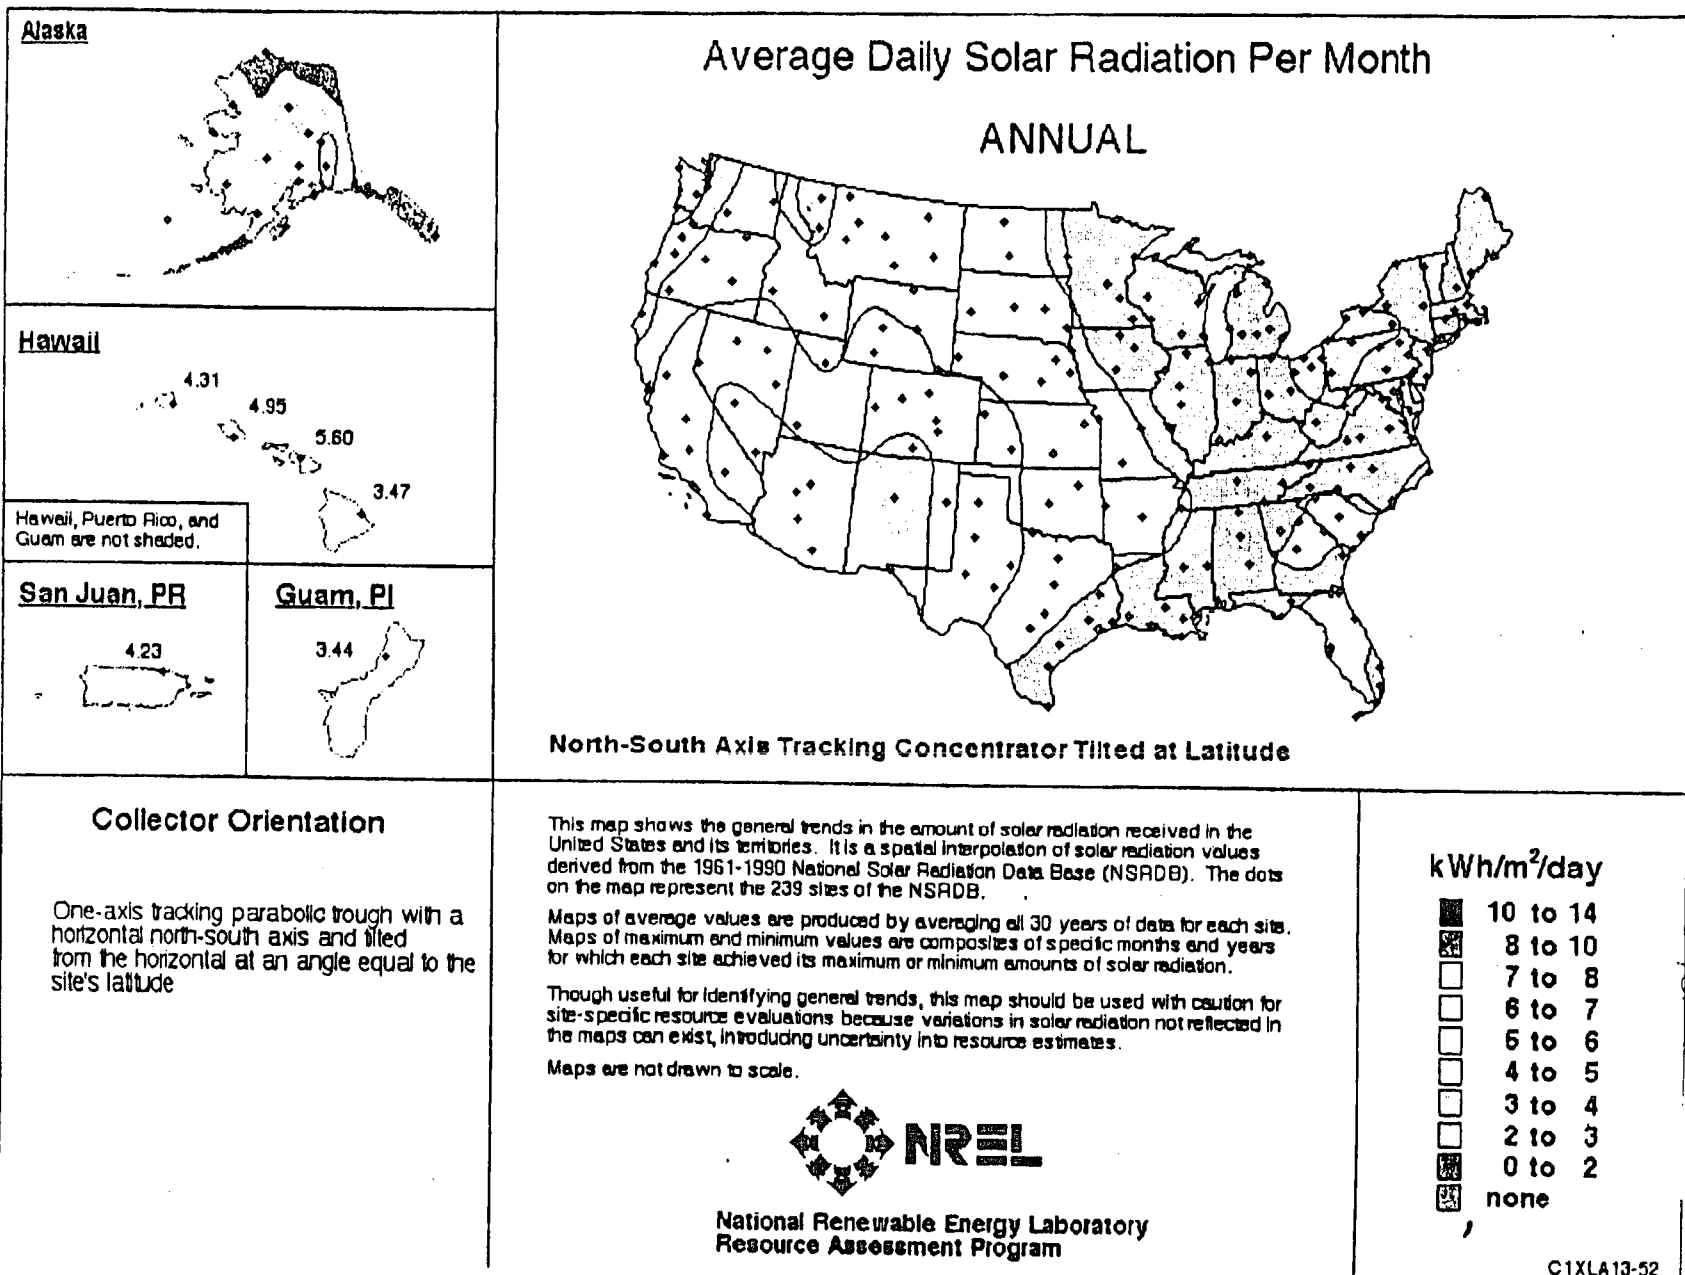 Alaska
Average Daily Solar Radiation Per Month
ANNUAL
Hawaii
4.31
4.95
5.60
3.47
Hawaii, Puerto Rico, and
Guam are not shaded.
San Juan, PR
4.23
Guam, PI
3.44
North-South Axis Tracking Concentrator Tilted at Latitude
Collector Orientation
One-axis tracking parabolic trough with a
horizontal north-south axis and tilted
from the horizontal at an angle equal to the
site's latitude
This map shows the general trends in the amount of solar radiation received in the
United States and its territories. It is a spatial interpolation of solar radiation values
derived from the 1961-1990 National Solar Radiation Data Base (NSRDB). The dots
on the map represent the 239 sites of the NSRDB.
Maps of average values are produced by averaging all 30 years of data for each site.
Maps of maximum and minimum values are composites of specific months and years
for which each site achieved its maximum or minimum amounts of solar radiation.
Though useful for identifying general trends, this map should be used with caution for
site-specific resource evaluations because variations in solar radiation not reflected in
the maps can exist, introducing uncertainty into resource estimates.
Maps are not drawn to scale.
NREL
National Renewable Energy Laboratory
Resource Assessment Program
kWh/m²/day
10 to 14
8 to 10
7 to 8
6 to 7
5 to 6
4 to 5
3 to 4
2 to 3
0 to 2
none
C1XLA13-52